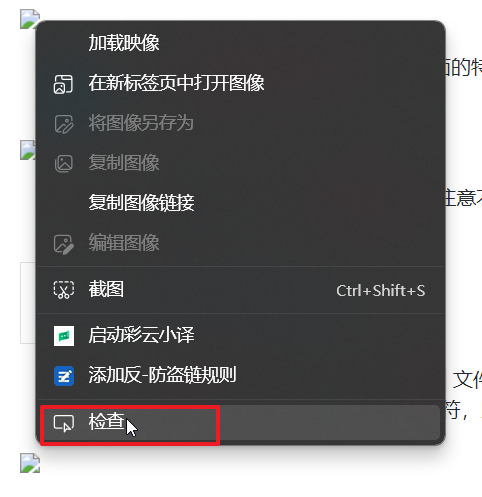 加载映像
面的特
在新标签页中打开图像
将图像另存为
复制图像
复制图像链接
注意不
编辑图像
截图 Ctrl+Shift+S
启动彩云小译
添加反-防盗链规则
文件
检查
符，